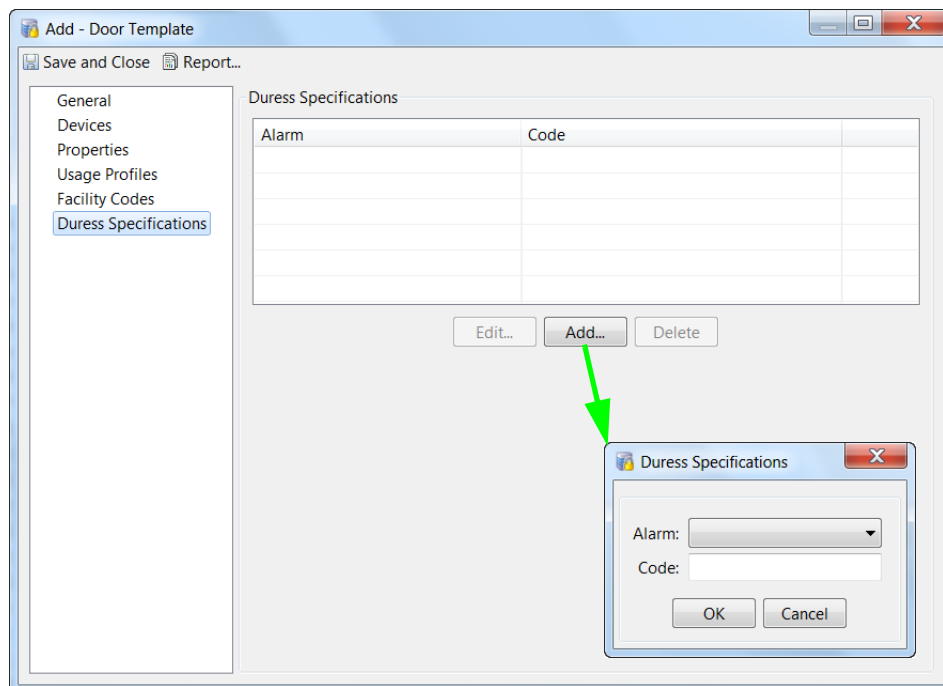 Add - Door Template
Save and Close Report...
General
Devices
Properties
Usage Profiles
Facility Codes
Duress Specifications
Duress Specifications
Alarm Code
Edit... Add... Delete
Duress Specifications
Alarm:
Code:
OK Cancel